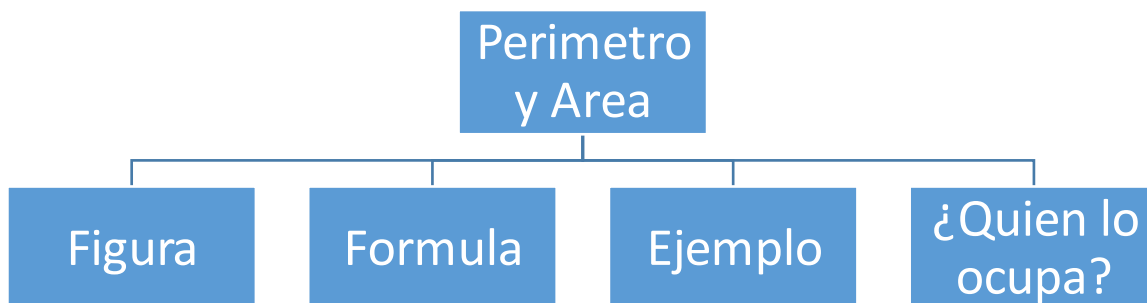 Perimetro
y Area
Figura
Formula
Ejemplo
¿Quien lo
ocupa?